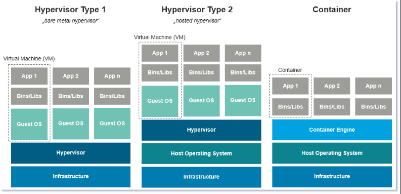 Hypervisor Type 1
„bare metal hypervisor"
Virtual Machine (VM)
App 1 App 2 App n
Bins/Libs Bins/Libs Bins/Libs
Guest OS Guest OS Guest OS
Hypervisor
Infrastructure
Hypervisor Type 2
„hosted hypervisor"
Virtual Machine (VM)
App 1 App 2 App n
Bins/Libs Bins/Libs Bins/Libs
Guest OS Guest OS Guest OS
Hypervisor
Host Operating System
Infrastructure
Container
Container
App 1 App 2 App n
Bins/Libs Bins/Libs Bins/Libs
Container Engine
Host Operating System
Infrastructure